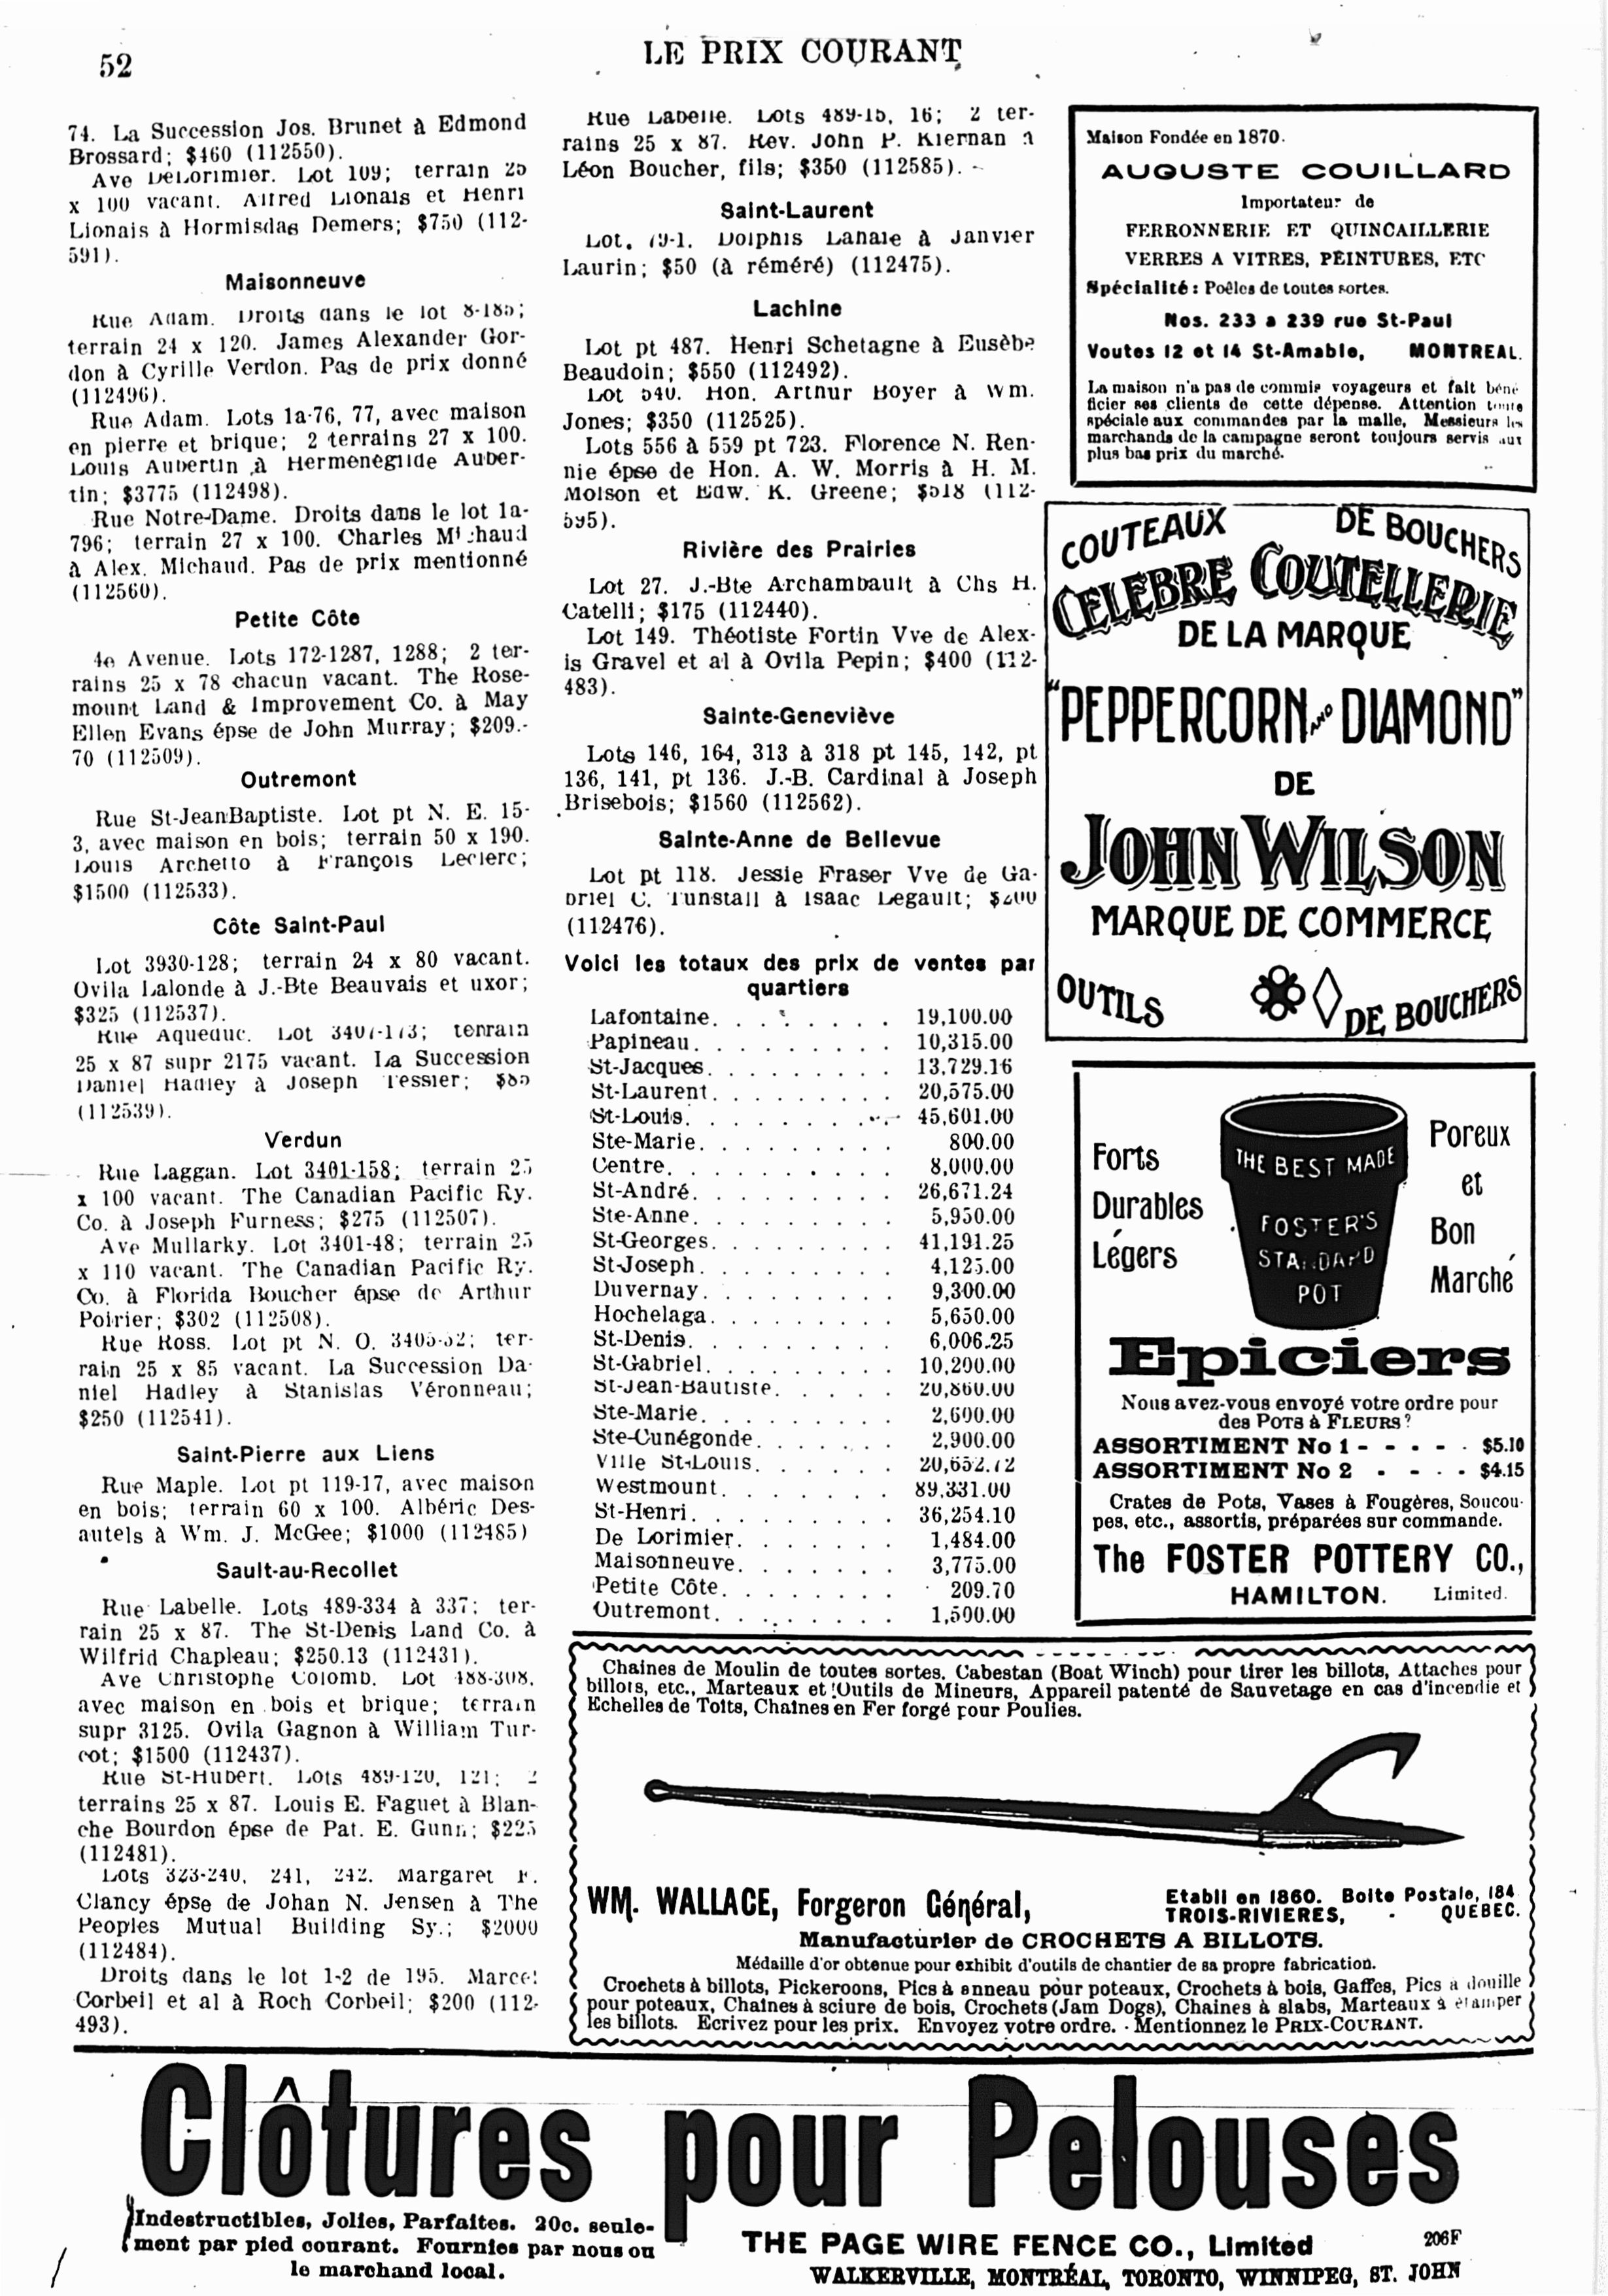 52
LE PRIX COURANT
74. La Succession Jos. Brunet à Edmond
Brossard; $460 (112550).
Ave DeLorimier. Lot 109; terrain 25
x 100 vacant. Alfred Lionais et Henri
Lionais à Hormisdas Demers; $750 (112-
591).
Maisonneuve
Rue Adam. Droits dans le lot 8-185;
terrain 24 x 120. James Alexander Gor-
don à Cyrille Verdon. Pas de prix donné
(112496).
Rue Adam. Lots 1a-76, 77, avec maison
en pierre et brique; 2 terrains 27 x 100.
Louis Aubertin à Hermenégilde Auber-
tin; $3775 (112498).
Rue Notre-Dame. Droits dans le lot 1a-
796; terrain 27 x 100. Charles Michaud
à Alex. Michaud. Pas de prix mentionné
(112560).
Petite Côte
4e Avenue. Lots 172-1287, 1288; 2 ter-
rains 25 x 78 chacun vacant. The Rose-
mount Land & Improvement Co. à May
Ellen Evans épse de John Murray; $209.-
70 (112509).
Outremont
Rue St-Jean Baptiste. Lot pt N. E. 15-
3, avec maison en bois; terrain 50 x 190.
Louis Archetto à François Leclerc;
$1500 (112533).
Côte Saint-Paul
Lot 3930-128; terrain 24 x 80 vacant.
Ovila Lalonde à J.-Bte Beauvais et uxor;
$325 (112537).
Rue Aqueduc. Lot 3407-173; terrain
25 x 87 supr 2175 vacant. La Succession
Daniel Hadley à Joseph Tessier; $85
(112539).
Verdun
Rue Laggan. Lot 3401-158; terrain 25
x 100 vacant. The Canadian Pacific Ry.
Co. à Joseph Furness; $275 (112507).
Ave Mullarky. Lot 3401-48; terrain 25
x 110 vacant. The Canadian Pacific Ry.
Co. à Florida Boucher épse de Arthur
Poirier; $302 (112508).
Rue Ross. Lot pt N. O. 3405-52; ter-
rain 25 x 85 vacant. La Succession Da-
niel Hadley à Stanislas Véronneau;
$250 (112541).
Saint-Pierre aux Liens
Rue Maple. Lot pt 119-17, avec maison
en bois; terrain 60 x 100. Albéric Des-
autels à Wm. J. McGee; $1000 (112485)
Sault-au-Recollet
Rue Labelle. Lots 489-334 à 337; ter-
rain 25 x 87. The St-Denis Land Co. à
Wilfrid Chapleau; $250.13 (112431).
Ave Christophe Colomb. Lot 488-308,
avec maison en bois et brique; terrain
supr 3125. Ovila Gagnon à William Tur-
cot; $1500 (112437).
Rue St-Hubert. Lots 489-120, 121; 2
terrains 25 x 87. Louis E. Faguet à Blan-
che Bourdon épse de Pat. E. Gunn; $225
(112481).
Lots 323-240, 241, 242. Margaret F.
Clancy épse de Johan N. Jensen à The
Peoples Mutual Building Sy.; $2000
(112484).
Droits dans le lot 1-2 de 195. Marcel
Corbeil et al à Roch Corbeil; $200 (112-
493).
Rue Labelle. Lots 489-15, 16; 2 ter-
rains 25 x 87. Rev. John P. Kiernan à
Léon Boucher, fils; $350 (112585).
Saint-Laurent
Lot. 79-1. Dolphis Lahaie à Janvier
Laurin; $50 (à réméré) (112475).
Lachine
Lot pt 487. Henri Schetagne à Eusèbe
Beaudoin; $550 (112492).
Lot 540. Hon. Arthur Boyer à Wm.
Jones; $350 (112525).
Lots 556 à 559 pt 723. Florence N. Ren-
nie épse de Hon. A. W. Morris à H. M.
Molson et Edw. K. Greene; $518 (112-
595).
Rivière des Prairies
Lot 27. J.-Bte Archambault à Chs H.
Catelli; $175 (112440).
Lot 149. Théotiste Fortin Vve de Alex-
is Gravel et al à Ovila Pepin; $400 (112-
483).
Sainte-Geneviève
Lots 146, 164, 313 à 318 pt 145, 142, pt
136, 141, pt 136. J.-B. Cardinal à Joseph
Brisebois; $1560 (112562).
Sainte-Anne de Bellevue
Lot pt 118. Jessie Fraser Vve de Ga-
briel C. Tunstall à Isaac Legault; $200
(112476).
Voici les totaux des prix de ventes par
quartiers
Lafontaine. . . . . . . . 19,100.00
Papineau. . . . . . . . . 10,315.00
St-Jacques. . . . . . . . 13,729.16
St-Laurent. . . . . . . . 20,575.00
St-Louis. . . . . . . . . 45,601.00
Ste-Marie. . . . . . . . . 800.00
Centre. . . . . . . . . . 8,000.00
St-André. . . . . . . . . 26,671.24
Ste-Anne. . . . . . . . . 5,950.00
St-Georges. . . . . . . . 41,191.25
St-Joseph. . . . . . . . . 4,125.00
Duvernay. . . . . . . . . 9,300.00
Hochelaga. . . . . . . . . 5,650.00
St-Denis. . . . . . . . . 6,006.25
St-Gabriel. . . . . . . . 10,200.00
St-Jean-Bautiste. . . . . 20,860.00
Ste-Marie. . . . . . . . . 2,600.00
Ste-Cunégonde. . . . . . . 2,900.00
Ville St-Louis. . . . . . 20,652.72
Westmount. . . . . . . . 89,331.00
St-Henri. . . . . . . . . 36,254.10
De Lorimier. . . . . . . 1,484.00
Maisonneuve. . . . . . . 3,775.00
Petite Côte. . . . . . . 209.70
Outremont. . . . . . . . 1,500.00
Maison Fondée en 1870.
AUGUSTE COUILLARD
Importateur de
FERRONNERIE ET QUINCAILLERIE
VERRES A VITRES, PEINTURES, ETC
Spécialité: Poêles de toutes sortes.
Nos. 233 a 239 rue St-Paul
Voutes 12 et 14 St-Amable, MONTREAL.
La maison n'a pas de commis voyageurs et fait béné
ficier ses clients de cette dépense. Attention toute
spéciale aux commandes par la malle, Messieurs les
marchands de la campagne seront toujours servis aux
plus bas prix du marché.
COUTEAUX DE BOUCHERS
CELEBRE COUTELLERIE
DE LA MARQUE
"PEPPERCORN AND DIAMOND"
DE
JOHN WILSON
MARQUE DE COMMERCE
OUTILS DE BOUCHERS
Forts
Durables
Légers
THE BEST MADE
FOSTER'S
STANDARD
POT
Poreux
et
Bon
Marché
Epiciers
Nous avez-vous envoyé votre ordre pour
des POTS à FLEURS?
ASSORTIMENT No 1 - - - - - $5.10
ASSORTIMENT No 2 - - - - - $4.15
Crates de Pots, Vases à Fougères, Soucou-
pes, etc., assortis, préparées sur commande.
The FOSTER POTTERY CO.,
HAMILTON. Limited.
Chaines de Moulin de toutes sortes, Cabestan (Boat Winch) pour tirer les billots, Attaches pour
billots, etc., Marteaux et Outils de Mineurs, Appareil patenté de Sauvetage en cas d'incendie et
Echelles de Toits, Chaînes en Fer forgé pour Poulies.
WM. WALLACE, Forgeron Général,
Etabli en 1860. Boite Postale, 184
TROIS-RIVIERES, - QUEBEC.
Manufacturier de CROCHETS A BILLOTS.
Médaille d'or obtenue pour exhibit d'outils de chantier de sa propre fabrication.
Crochets à billots, Pickeroons, Pics à anneau pour poteaux, Crochets à bois, Gaffes, Pics à douille
pour poteaux, Chaînes à sciure de bois, Crochets (Jam Dogs), Chaines à slabs, Marteaux à étamper
les billots. Ecrivez pour les prix. Envoyez votre ordre. - Mentionnez le PRIX-COURANT.
Clôtures pour Pelouses
Indestructibles, Jolies, Parfaites. 20c. seule-
ment par pied courant. Fournies par nous ou
le marchand local.
THE PAGE WIRE FENCE CO., Limited 206F
WALKERVILLE, MONTRÉAL, TORONTO, WINNIPEG, ST. JOHN